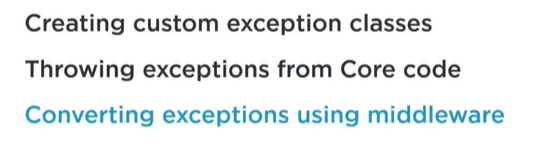 Creating custom exception classes
Throwing exceptions from Core code
Converting exceptions using middleware